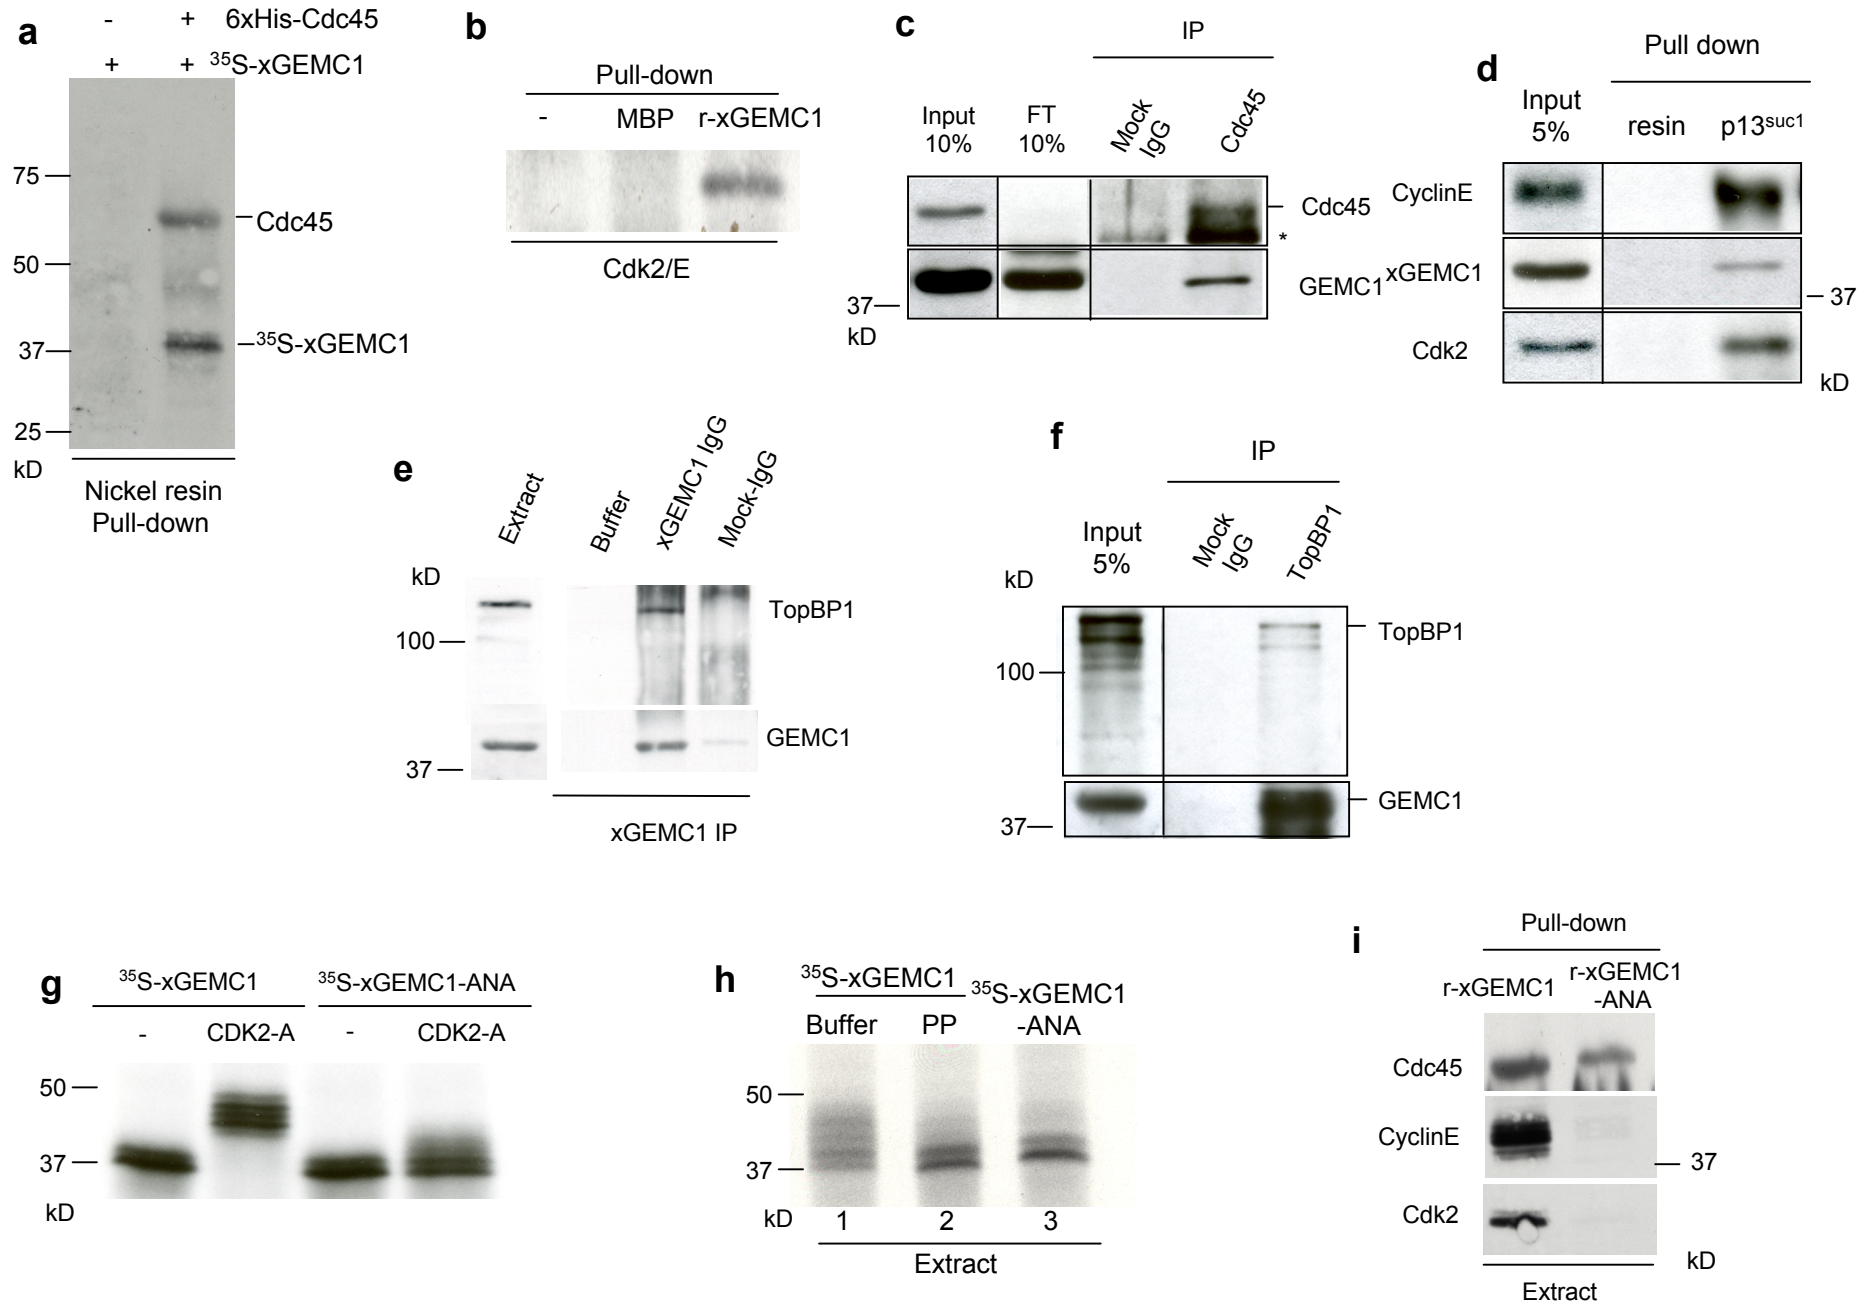 a
- + 6xHis-Cdc45
+ + ³⁵S-xGEMC1
75
50
37
25
kD
Cdc45
³⁵S-xGEMC1
Nickel resin
Pull-down
b
Pull-down
- MBP r-xGEMC1
Cdk2/E
c
IP
Input
10%
FT
10%
Mock
IgG
Cdc45
Cdc45
*
GEMC1
37
kD
d
Pull down
Input
5%
resin p13ˢᵘᶜ¹
CyclinE
xGEMC1
37
Cdk2
kD
e
Extract
Buffer
xGEMC1 IgG
Mock-IgG
kD
TopBP1
100
GEMC1
37
xGEMC1 IP
f
IP
Input
5%
Mock
IgG
TopBP1
kD
TopBP1
100
GEMC1
37
g
³⁵S-xGEMC1 ³⁵S-xGEMC1-ANA
- CDK2-A - CDK2-A
50
37
kD
h
³⁵S-xGEMC1 ³⁵S-xGEMC1
-ANA
Buffer PP
50
37
kD 1 2 3
Extract
i
Pull-down
r-xGEMC1 r-xGEMC1
-ANA
Cdc45
CyclinE
37
Cdk2
kD
Extract